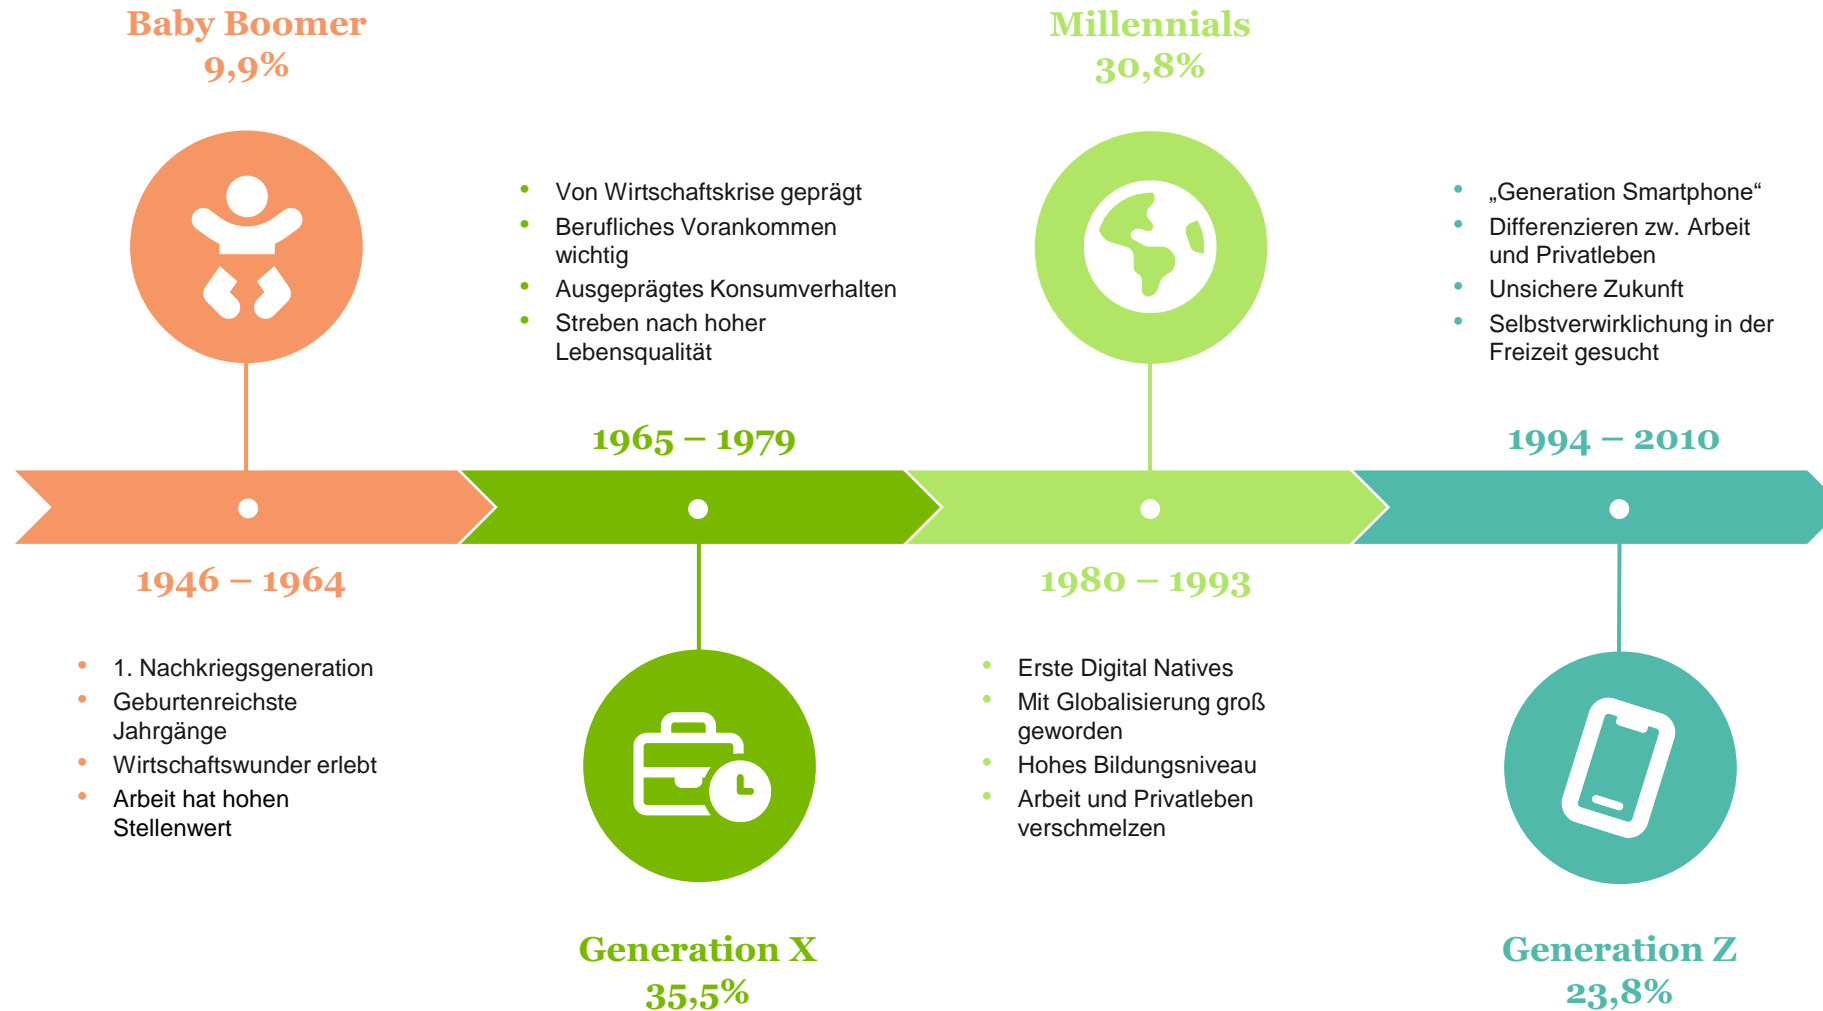 Baby Boomer
9,9%
1946 – 1964
1. Nachkriegsgeneration
Geburtenreichste
Jahrgänge
Wirtschaftswunder erlebt
Arbeit hat hohen
Stellenwert
Von Wirtschaftskrise geprägt
Berufliches Vorankommen
wichtig
Ausgeprägtes Konsumverhalten
Streben nach hoher
Lebensqualität
1965 – 1979
Generation X
35,5%
Millennials
30,8%
1980 – 1993
Erste Digital Natives
Mit Globalisierung groß
geworden
Hohes Bildungsniveau
Arbeit und Privatleben
verschmelzen
„Generation Smartphone“
Differenzieren zw. Arbeit
und Privatleben
Unsichere Zukunft
Selbstverwirklichung in der
Freizeit gesucht
1994 – 2010
Generation Z
23,8%